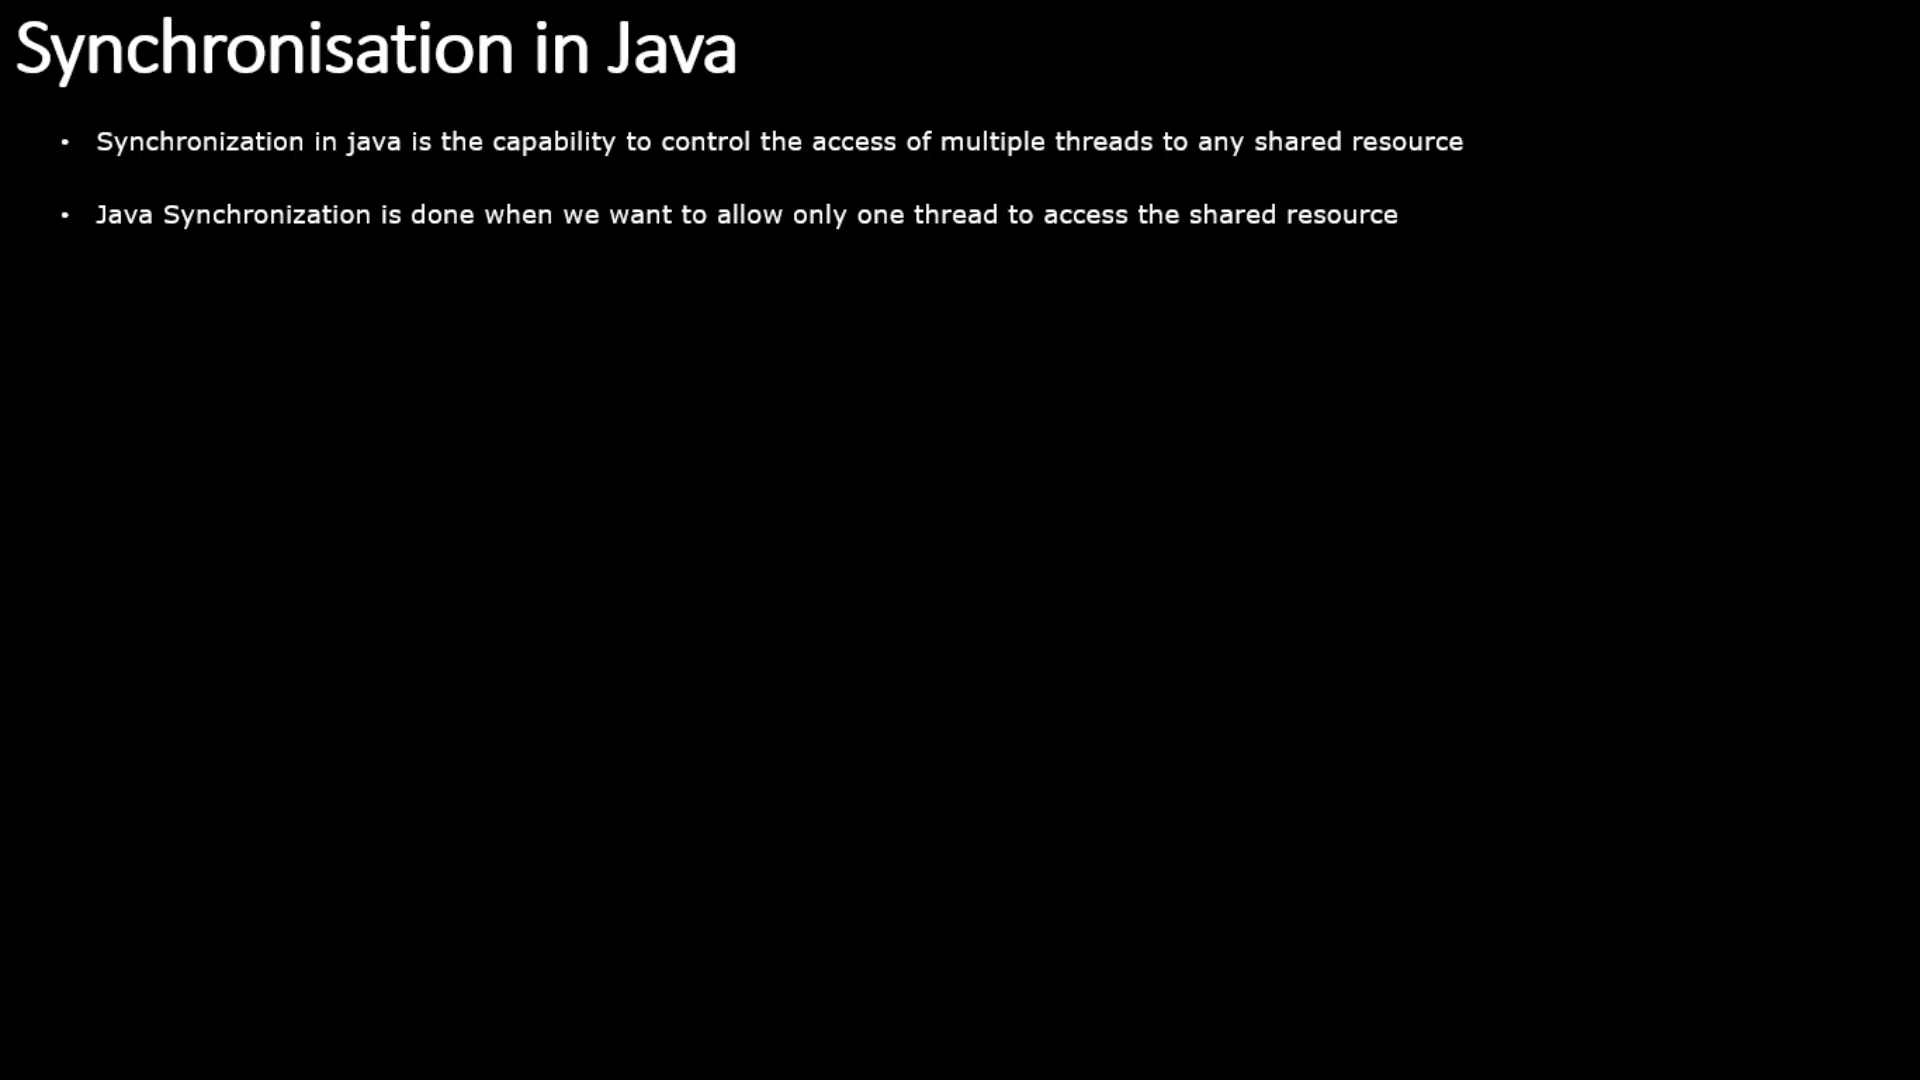 Synchronisation in Java
• Synchronization in java is the capability to control the access of multiple threads to any shared resource
• Java Synchronization is done when we want to allow only one thread to access the shared resource